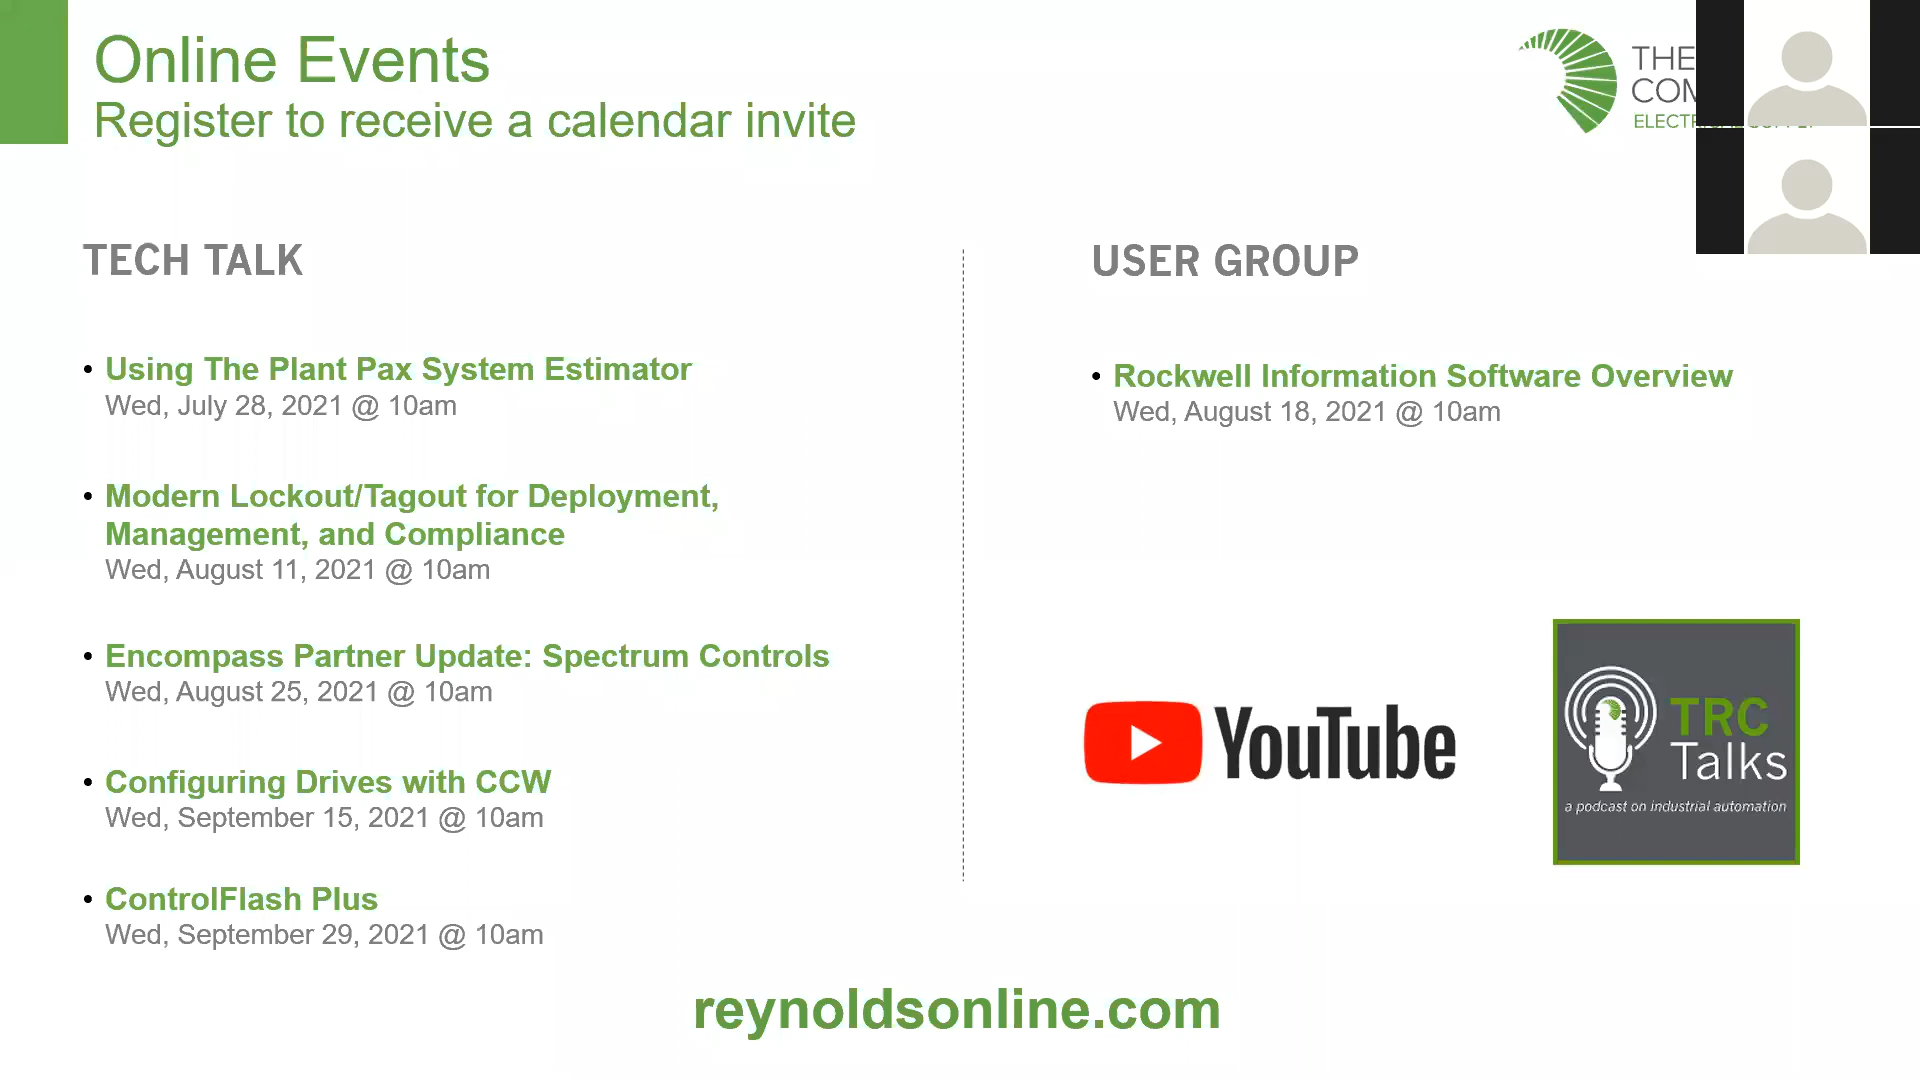 Online Events
Register to receive a calendar invite
THE
TECH TALK
• Using The Plant Pax System Estimator
Wed, July 28, 2021 @ 10am
• Modern Lockout/Tagout for Deployment,
Management, and Compliance
Wed, August 11, 2021 @ 10am
• Encompass Partner Update: Spectrum Controls
Wed, August 25, 2021 @ 10am
• Configuring Drives with CCW
Wed, September 15, 2021 @ 10am
• ControlFlash Plus
Wed, September 29, 2021 @ 10am
USER GROUP
• Rockwell Information Software Overview
Wed, August 18, 2021 @ 10am
YouTube
TRC
Talks
a podcast on industrial automation
reynoldsonline.com